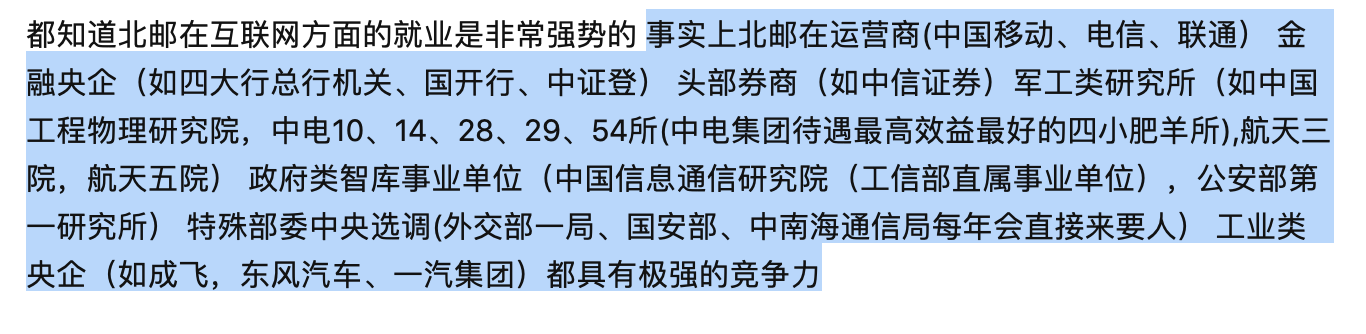 都知道北邮在互联网方面的就业是非常强势的 事实上北邮在运营商(中国移动、电信、联通） 金
融央企（如四大行总行机关、国开行、中证登） 头部券商（如中信证券）军工类研究所（如中国
工程物理研究院，中电10、14、28、29、54所(中电集团待遇最高效益最好的四小肥羊所),航天三
院，航天五院） 政府类智库事业单位（中国信息通信研究院（工信部直属事业单位），公安部第
一研究所） 特殊部委中央选调(外交部一局、国安部、中南海通信局每年会直接来要人） 工业类
央企（如成飞，东风汽车、一汽集团）都具有极强的竞争力